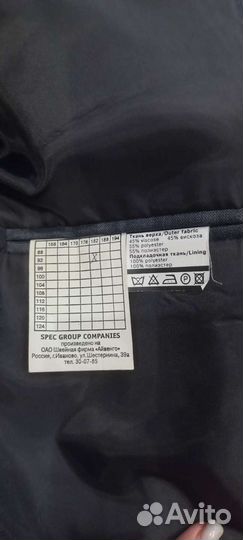 158 164 170 176 182 188 194
88
92
96
100
104
108
112
116
120
124
X
SPEC GROUP COMPANIES
произведено на
ОАО Швейная фирма «Айвенго»
Россия, г.Иваново, ул.Шестернина, 39а
тел. 30-07-85
Ткань верха/Outer fabric
45% viscose 45% вискоза
55% polyester
55% полиэстер
Подкладочная ткань/Lining
100% polyester
100% полиэстер
P
Avito